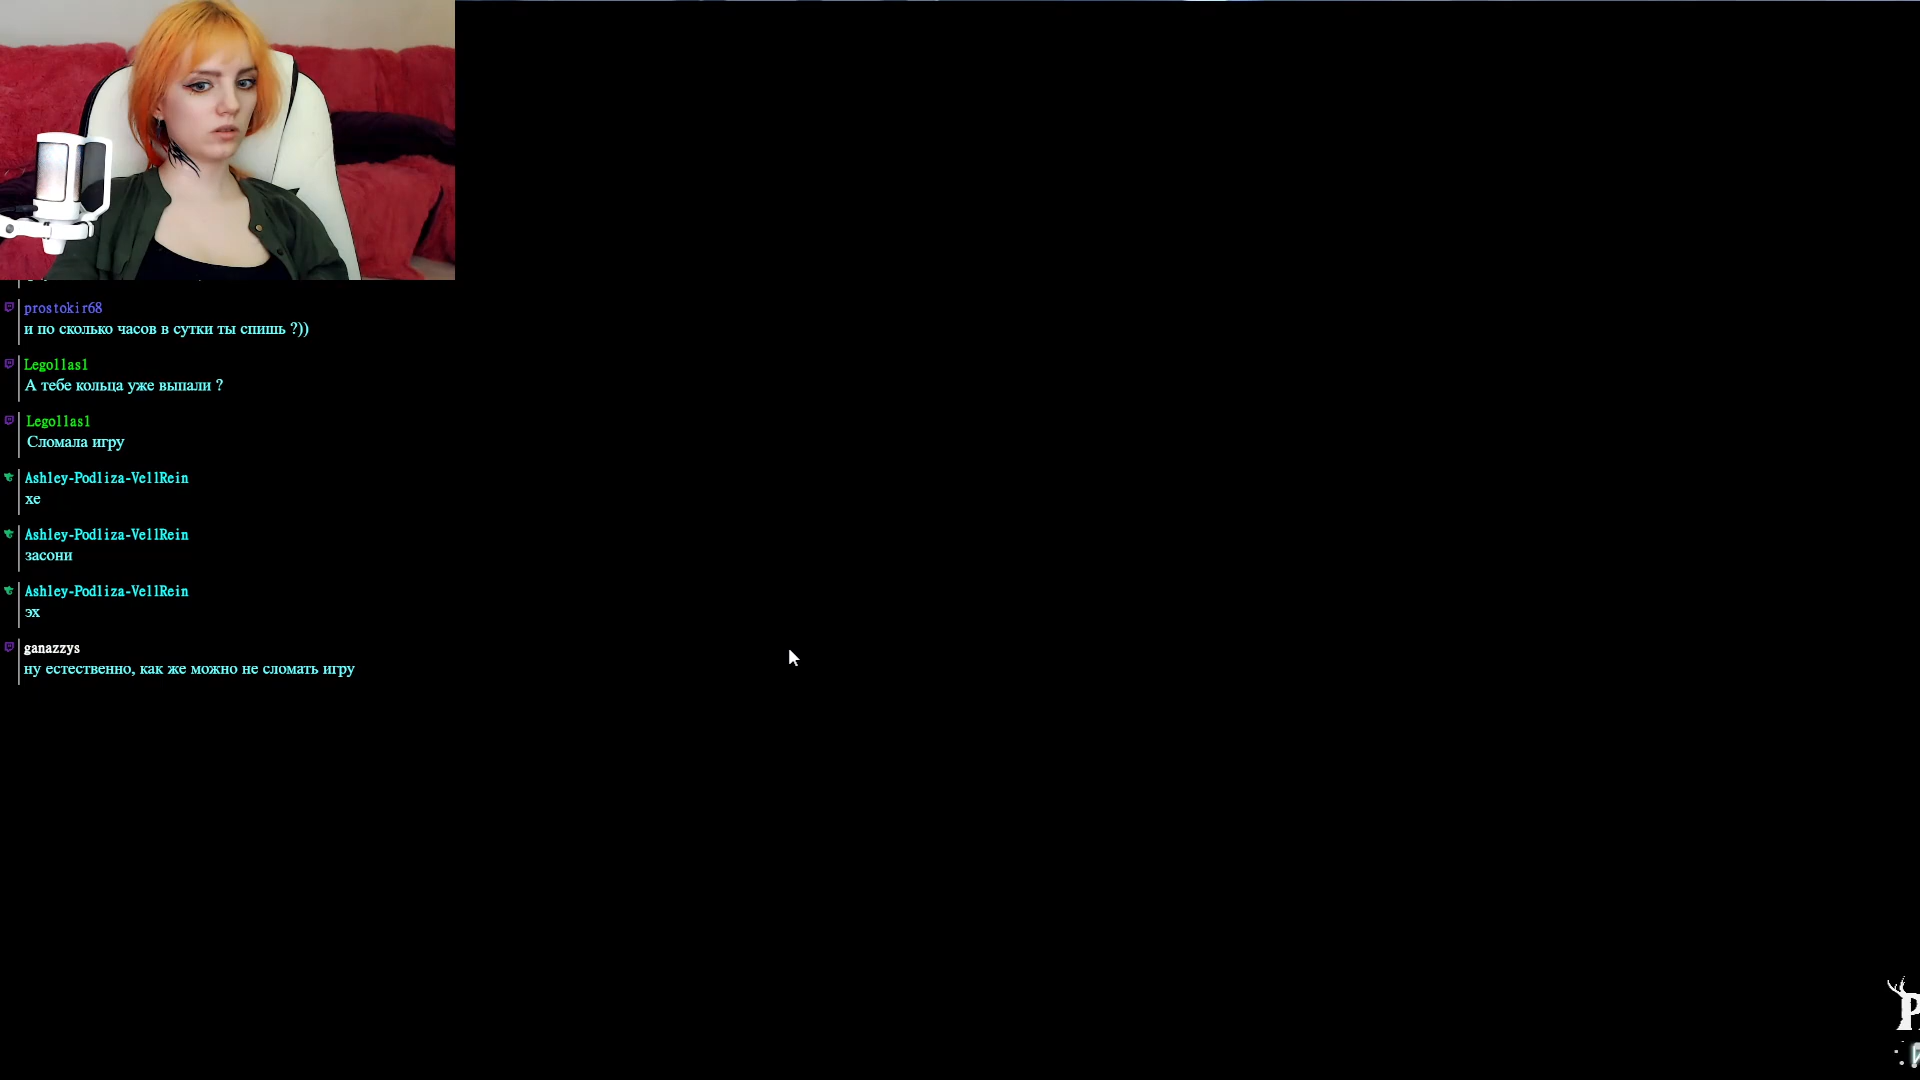 prostokir68
и по сколько часов в сутки ты спишь ?))
Legollas1
А тебе кольца уже выпали ?
Legollas1
Сломала игру
Ashley-Podliza-VellRein
хе
Ashley-Podliza-VellRein
засони
Ashley-Podliza-VellRein
эх
ganazzys
ну естественно, как же можно не сломать игру
P